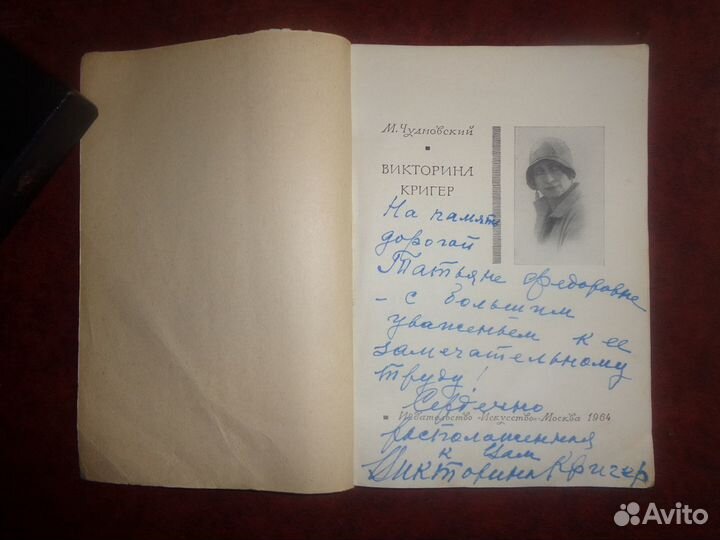 М. Чудновский
ВИКТОРИНА
КРИГЕР
На память
дорогой
Татьяне Федоровне
- с большим
уваженьем к ее
замечательному
труду!
Сердечно
Издательство «Искусство» Москва 1964
расположенная
к Вам
Викторина Кригер
Avito